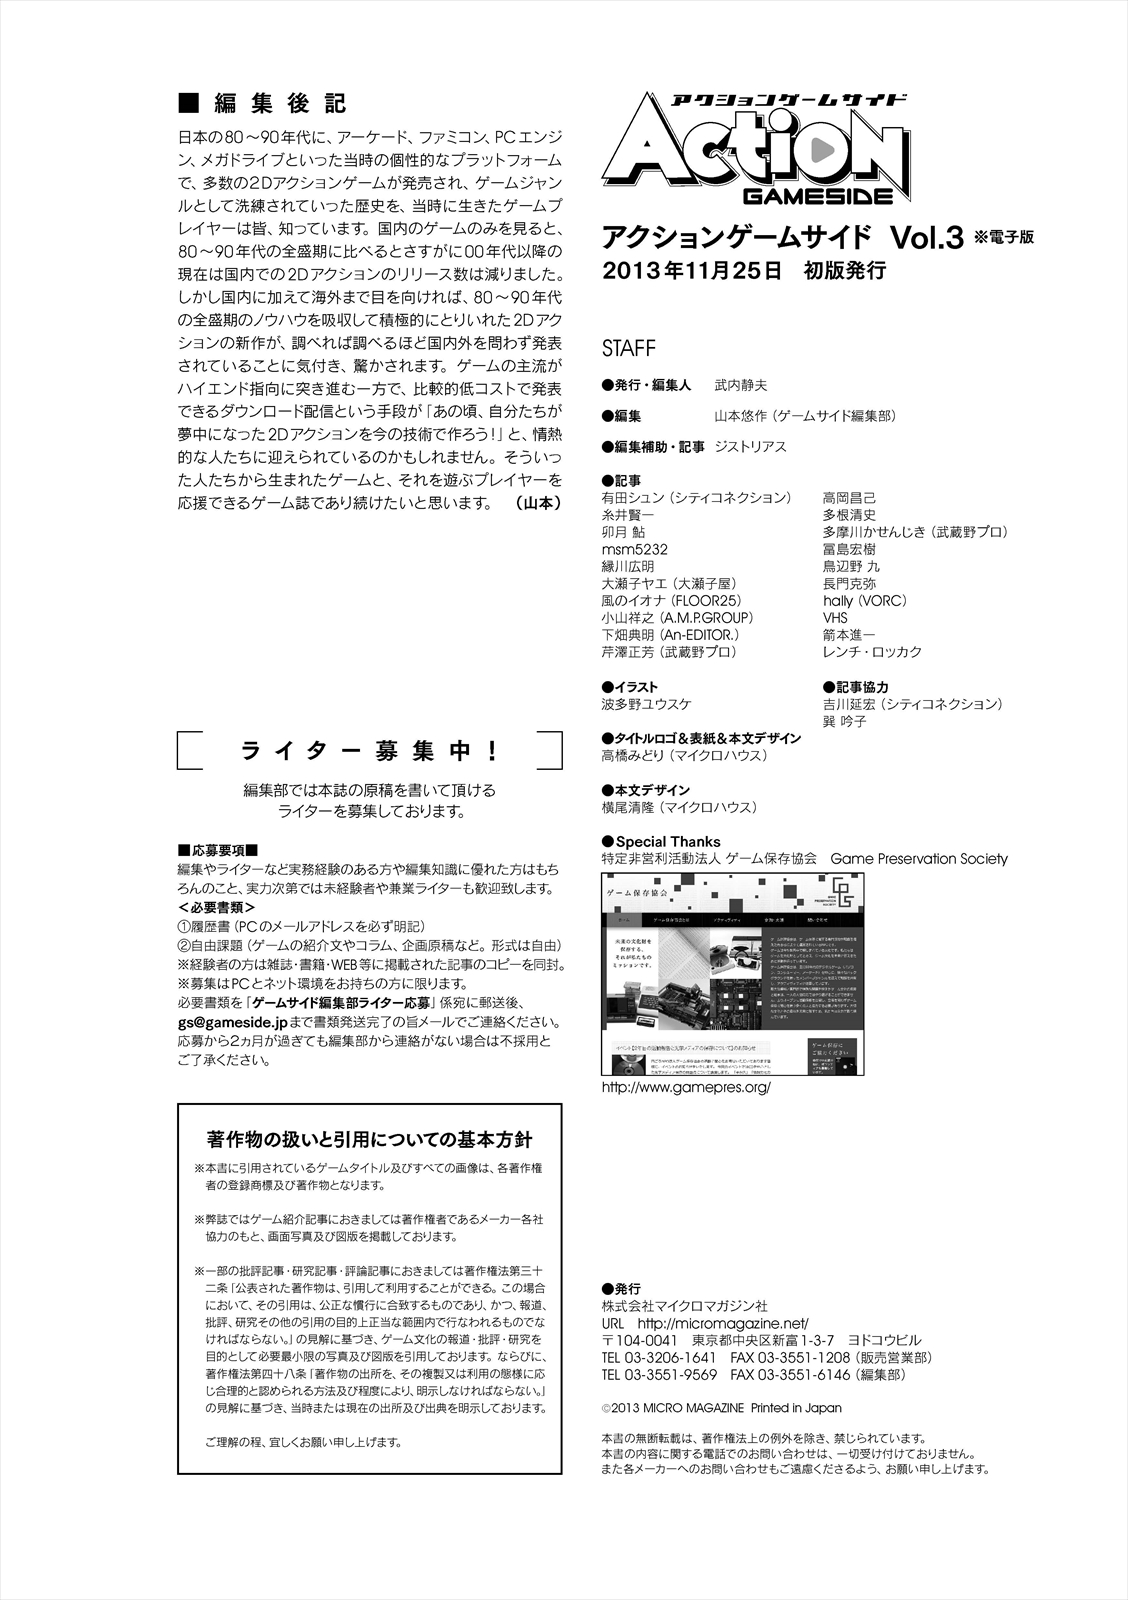 ■ 編集後記
日本の80～90年代に、アーケード、ファミコン、PCエンジ
ン、メガドライブといった当時の個性的なプラットフォーム
で、多数の2Dアクションゲームが発売され、ゲームジャン
ルとして洗練されていった歴史を、当時に生きたゲームプ
レイヤーは皆、知っています。国内のゲームのみを見ると、
80～90年代の全盛期に比べるとさすがに00年代以降の
現在は国内での2Dアクションのリリース数は減りました。
しかし国内に加えて海外まで目を向ければ、80～90年代
の全盛期のノウハウを吸収して積極的にとりいれた2Dアク
ションの新作が、調べれば調べるほど国内外を問わず発表
されていることに気付き、驚かされます。ゲームの主流が
ハイエンド指向に突き進む一方で、比較的低コストで発表
できるダウンロード配信という手段が「あの頃、自分たちが
夢中になった2Dアクションを今の技術で作ろう!」と、情熱
的な人たちに迎えられているのかもしれません。そういっ
た人たちから生まれたゲームと、それを遊ぶプレイヤーを
応援できるゲーム誌であり続けたいと思います。 （山本）
ライター募集中！
編集部では本誌の原稿を書いて頂ける
ライターを募集しております。
■応募要項■
編集やライターなど実務経験のある方や編集知識に優れた方はもち
ろんのこと、実力次第では未経験者や兼業ライターも歓迎致します。
＜必要書類＞
①履歴書（PCのメールアドレスを必ず明記）
②自由課題（ゲームの紹介文やコラム、企画原稿など。形式は自由）
※経験者の方は雑誌・書籍・WEB等に掲載された記事のコピーを同封。
※募集はPCとネット環境をお持ちの方に限ります。
必要書類を「ゲームサイド編集部ライター応募」係宛に郵送後、
gs@gameside.jpまで書類発送完了の旨メールでご連絡ください。
応募から2ヵ月が過ぎても編集部から連絡がない場合は不採用と
ご了承ください。
著作物の扱いと引用についての基本方針
※本書に引用されているゲームタイトル及びすべての画像は、各著作権
者の登録商標及び著作物となります。
※弊誌ではゲーム紹介記事におきましては著作権者であるメーカー各社
協力のもと、画面写真及び図版を掲載しております。
※一部の批評記事・研究記事・評論記事におきましては著作権法第三十
二条「公表された著作物は、引用して利用することができる。この場合
において、その引用は、公正な慣行に合致するものであり、かつ、報道、
批評、研究その他の引用の目的上正当な範囲内で行なわれるものでな
ければならない。」の見解に基づき、ゲーム文化の報道・批評・研究を
目的として必要最小限の写真及び図版を引用しております。ならびに、
著作権法第四十八条「著作物の出所を、その複製又は利用の態様に応
じ合理的と認められる方法及び程度により、明示しなければならない。」
の見解に基づき、当時または現在の出所及び出典を明示しております。
ご理解の程、宜しくお願い申し上げます。
アクションゲームサイド
ACTION
GAMESIDE
アクションゲームサイド Vol.3 ※電子版
2013年11月25日 初版発行
STAFF
●発行・編集人 武内静夫
●編集 山本悠作（ゲームサイド編集部）
●編集補助・記事 ジストリアス
●記事
有田シュン（シティコネクション）
糸井賢一
卯月 鮎
msm5232
縁川広明
大瀬子ヤエ（大瀬子屋）
風のイオナ（FLOOR25）
小山祥之（A.M.P.GROUP）
下畑典明（An-EDITOR.）
芹澤正芳（武蔵野プロ）
高岡昌己
多根清史
多摩川かせんじき（武蔵野プロ）
冨島宏樹
鳥辺野 九
長門克弥
hally（VORC）
VHS
箭本進一
レンチ・ロッカク
●イラスト
波多野ユウスケ
●記事協力
吉川延宏（シティコネクション）
巽 吟子
●タイトルロゴ＆表紙＆本文デザイン
高橋みどり（マイクロハウス）
●本文デザイン
横尾清隆（マイクロハウス）
●Special Thanks
特定非営利活動法人 ゲーム保存協会 Game Preservation Society
ゲーム保存協会
GAME
PRESERVATION
SOCIETY
未来の文化財を
保存する、
それが私たちの
ミッションです。
http://www.gamepres.org/
●発行
株式会社マイクロマガジン社
URL http://micromagazine.net/
〒104-0041 東京都中央区新富1-3-7 ヨドコウビル
TEL 03-3206-1641 FAX 03-3551-1208（販売営業部）
TEL 03-3551-9569 FAX 03-3551-6146（編集部）
©2013 MICRO MAGAZINE Printed in Japan
本書の無断転載は、著作権法上の例外を除き、禁じられています。
本書の内容に関する電話でのお問い合わせは、一切受け付けておりません。
また各メーカーへのお問い合わせもご遠慮くださるよう、お願い申し上げます。